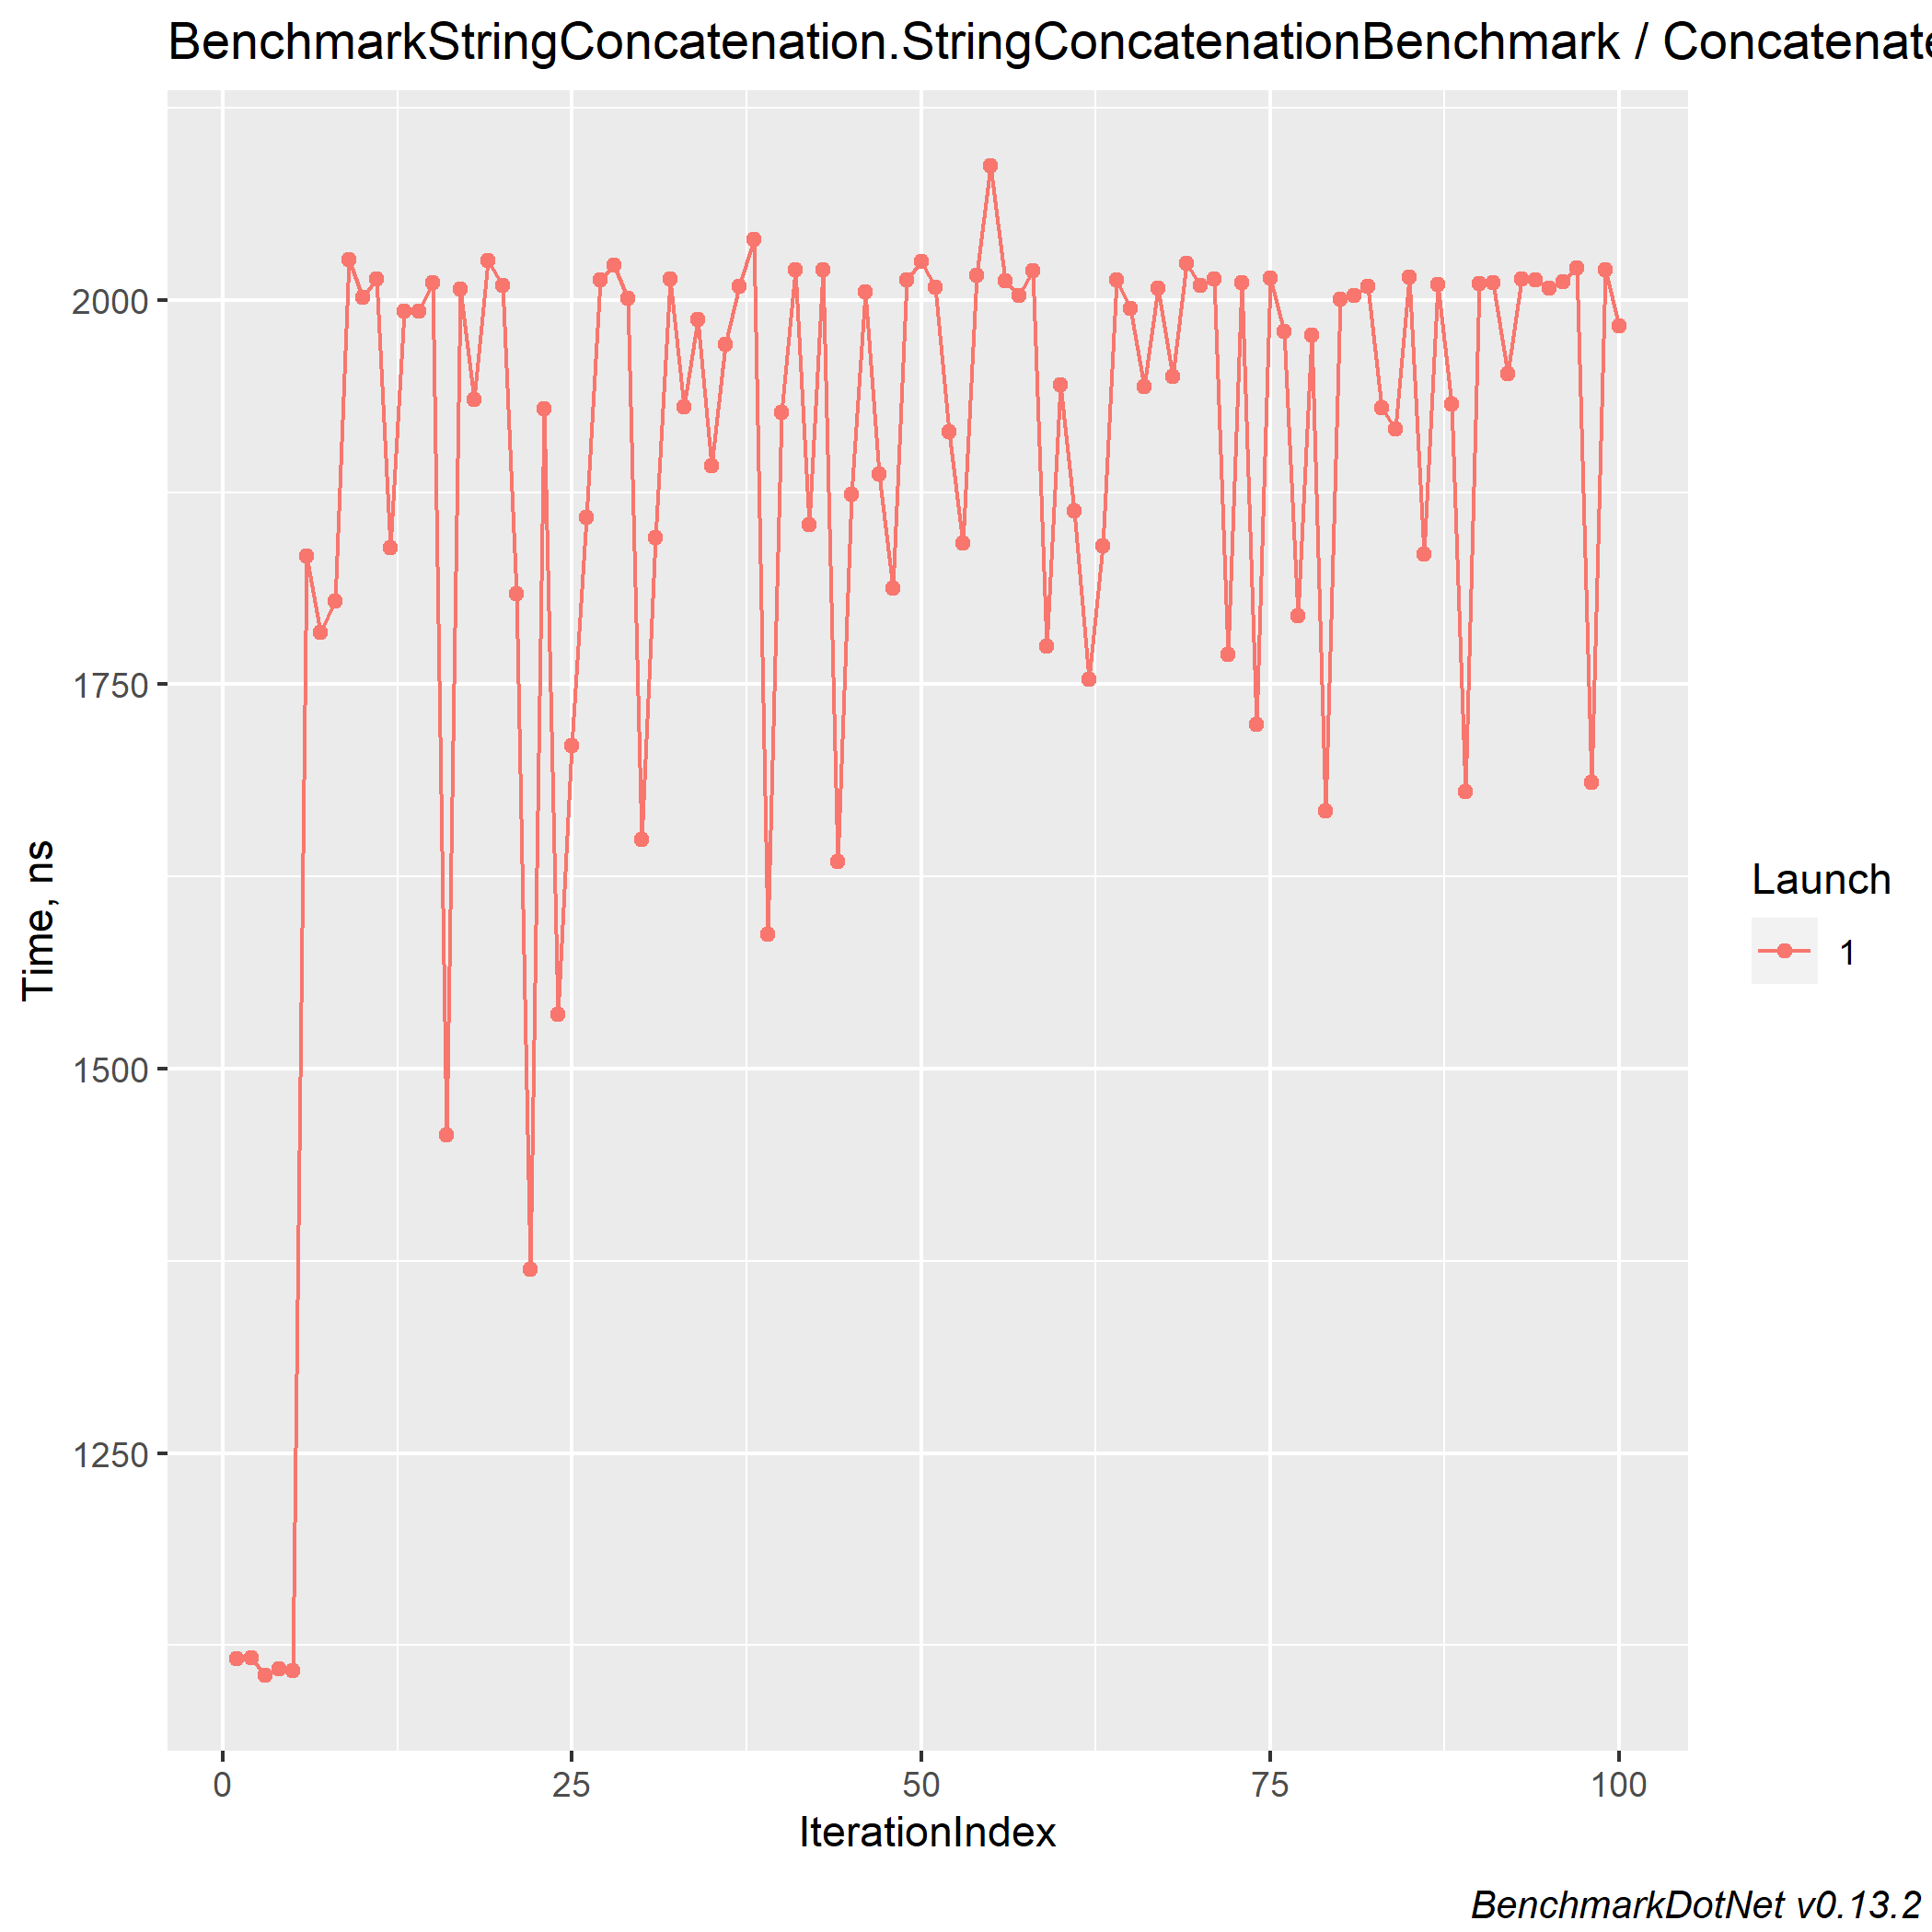 BenchmarkStringConcatenation.StringConcatenationBenchmark / Concatenate
2000
1750
1500
1250
Time, ns
0 25 50 75 100
IterationIndex
Launch
1
BenchmarkDotNet v0.13.2